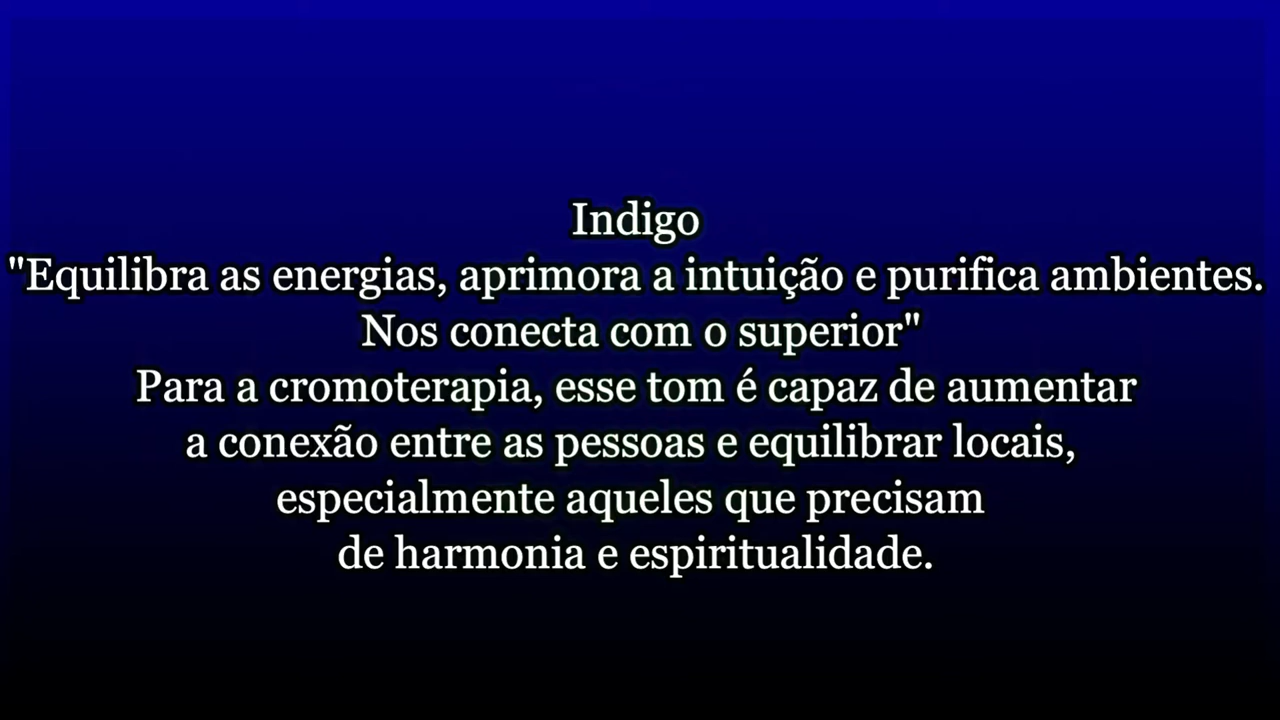 Indigo
"Equilibra as energias, aprimora a intuição e purifica ambientes.
Nos conecta com o superior"
Para a cromoterapia, esse tom é capaz de aumentar
a conexão entre as pessoas e equilibrar locais,
especialmente aqueles que precisam
de harmonia e espiritualidade.